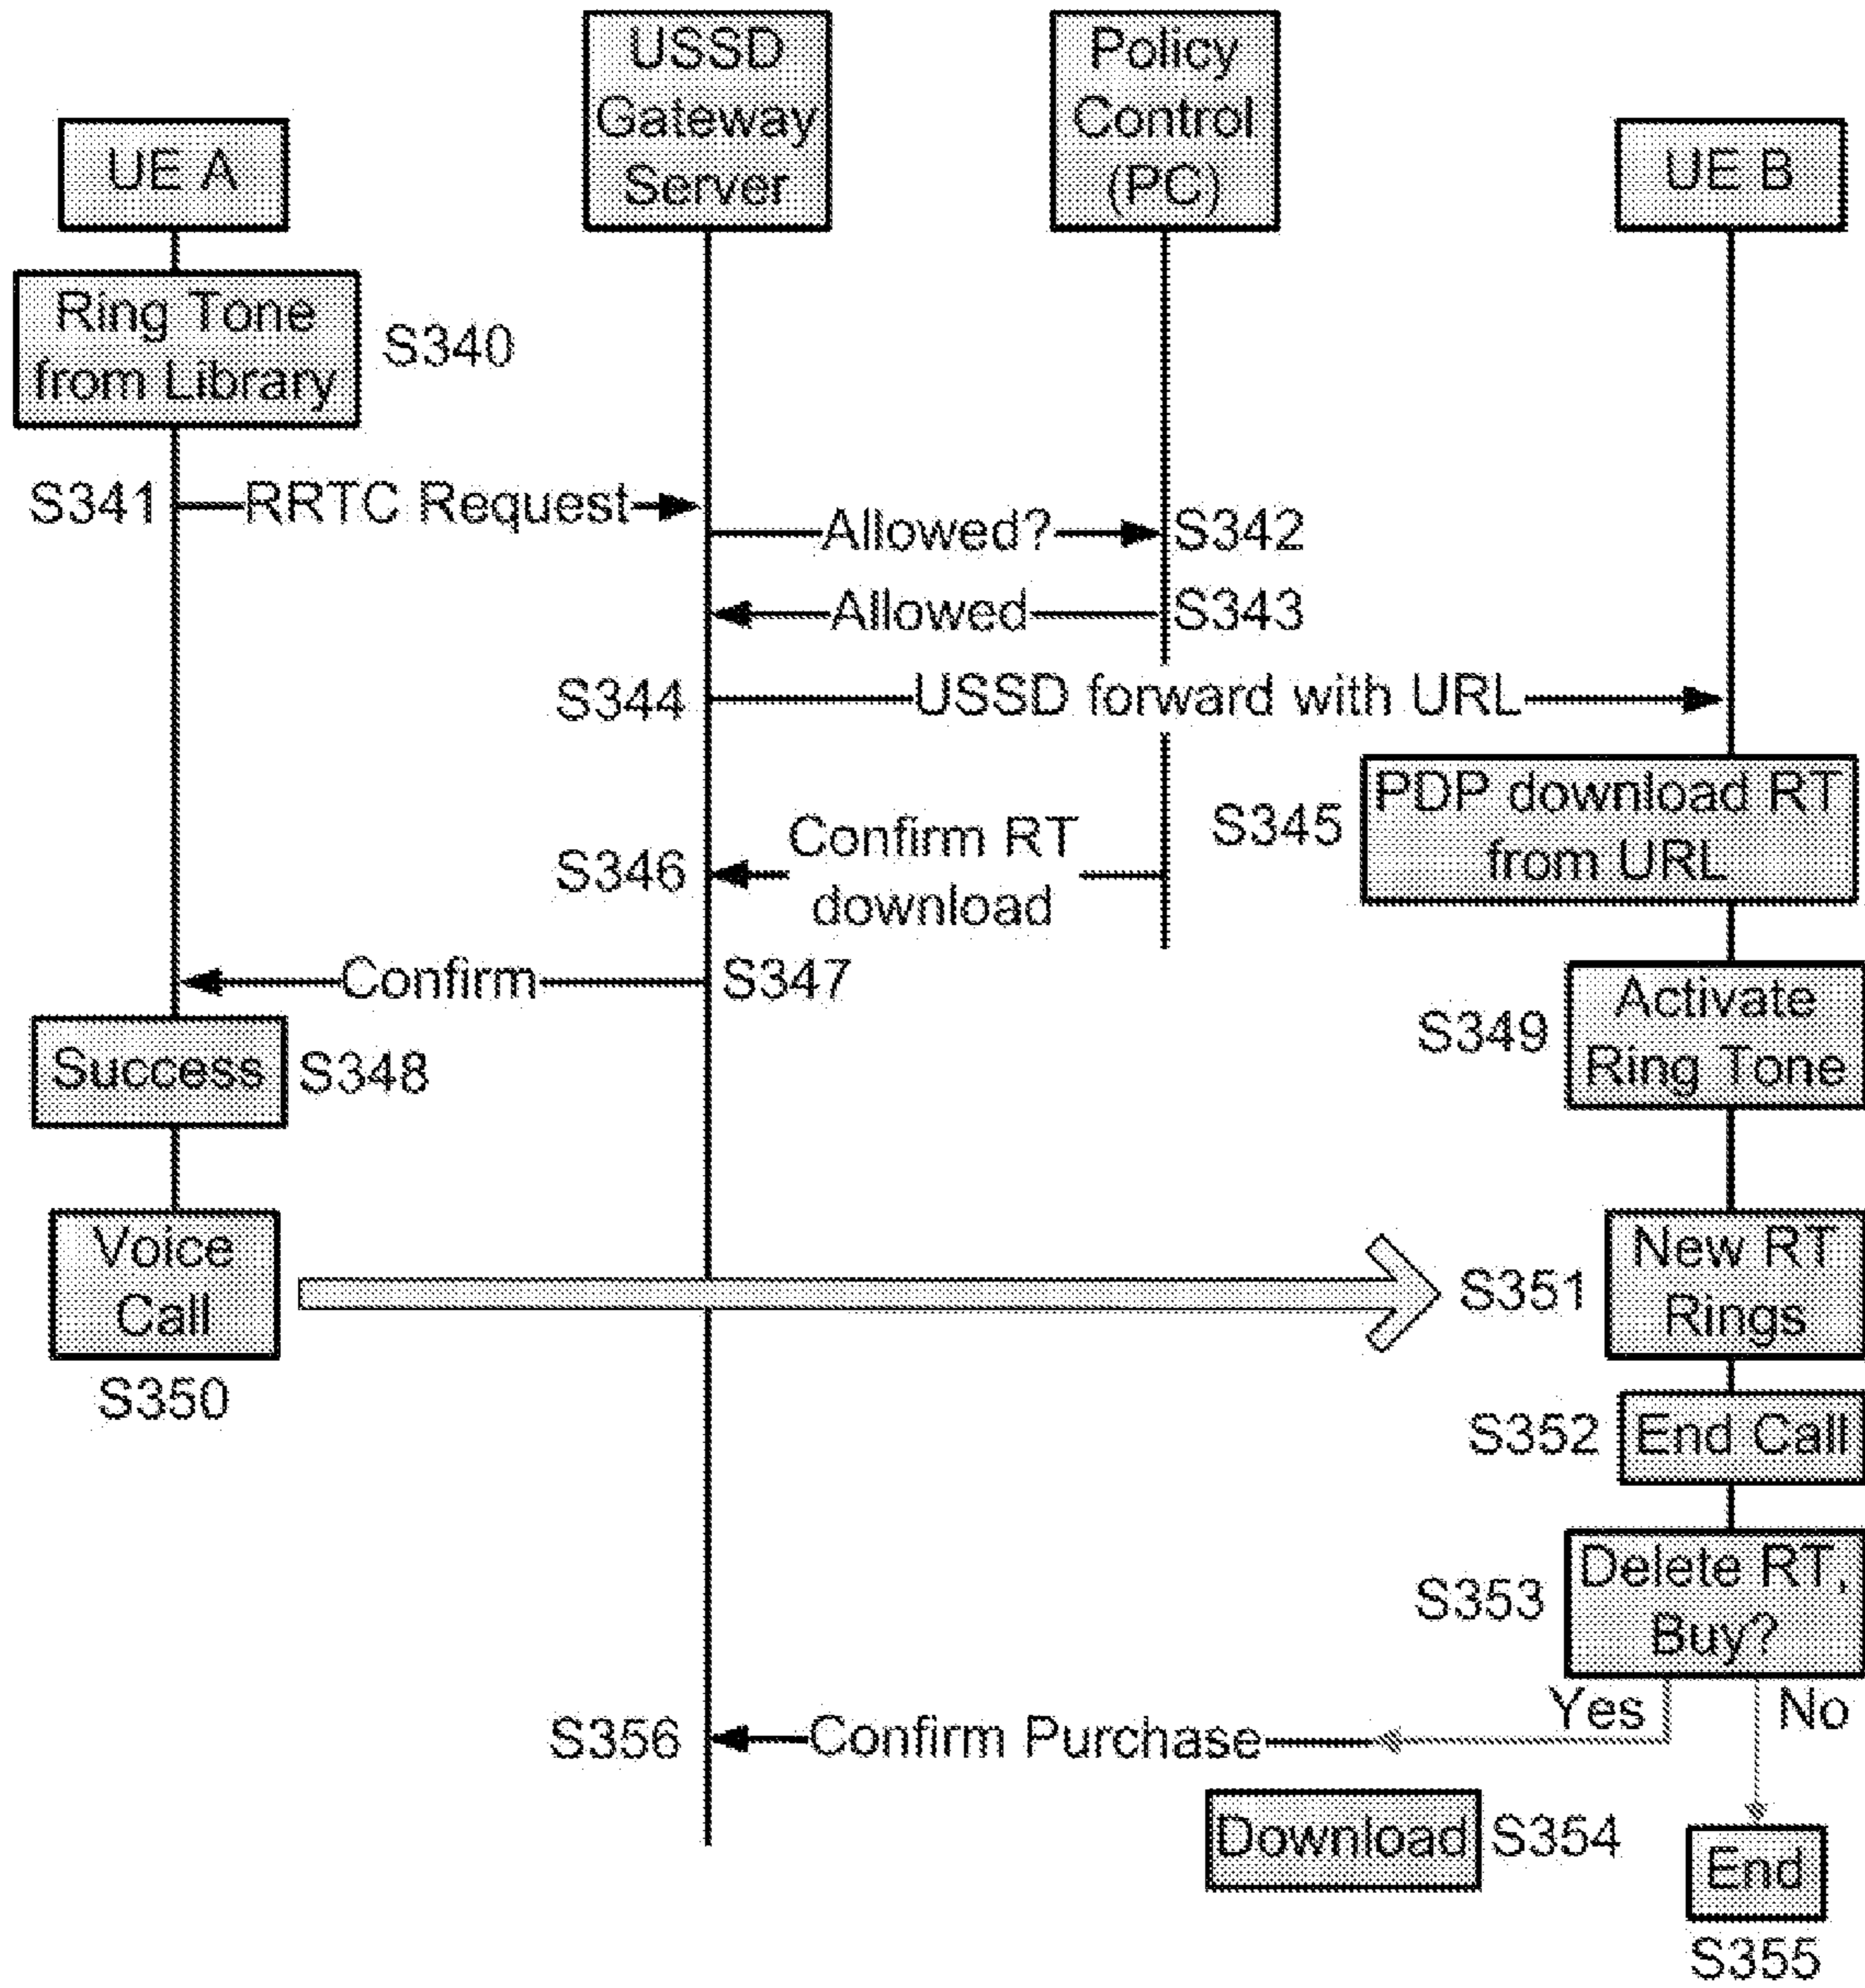 USSD
Gateway
Server
Policy
Control
(PC)
UE A
UE B
Ring Tone
from Library
S340
S341
RRTC Request
Allowed?
S342
Allowed
S343
S344
USSD forward with URL
PDP download RT
from URL
S345
Confirm RT
download
S346
Confirm
S347
Success
S348
Activate
Ring Tone
S349
Voice
Call
S350
S351
New RT
Rings
S352
End Call
S353
Delete RT,
Buy?
Yes
No
S356
Confirm Purchase
Download
S354
End
S355